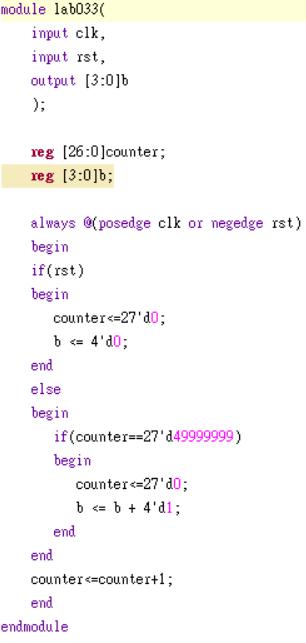 module lab033(
input clk,
input rst,
output [3:0]b
);
reg [26:0]counter;
reg [3:0]b;
always @(posedge clk or negedge rst)
begin
if(rst)
begin
counter<=27'd0;
b <= 4'd0;
end
else
begin
if(counter==27'd49999999)
begin
counter<=27'd0;
b <= b + 4'd1;
end
end
counter<=counter+1;
end
endmodule